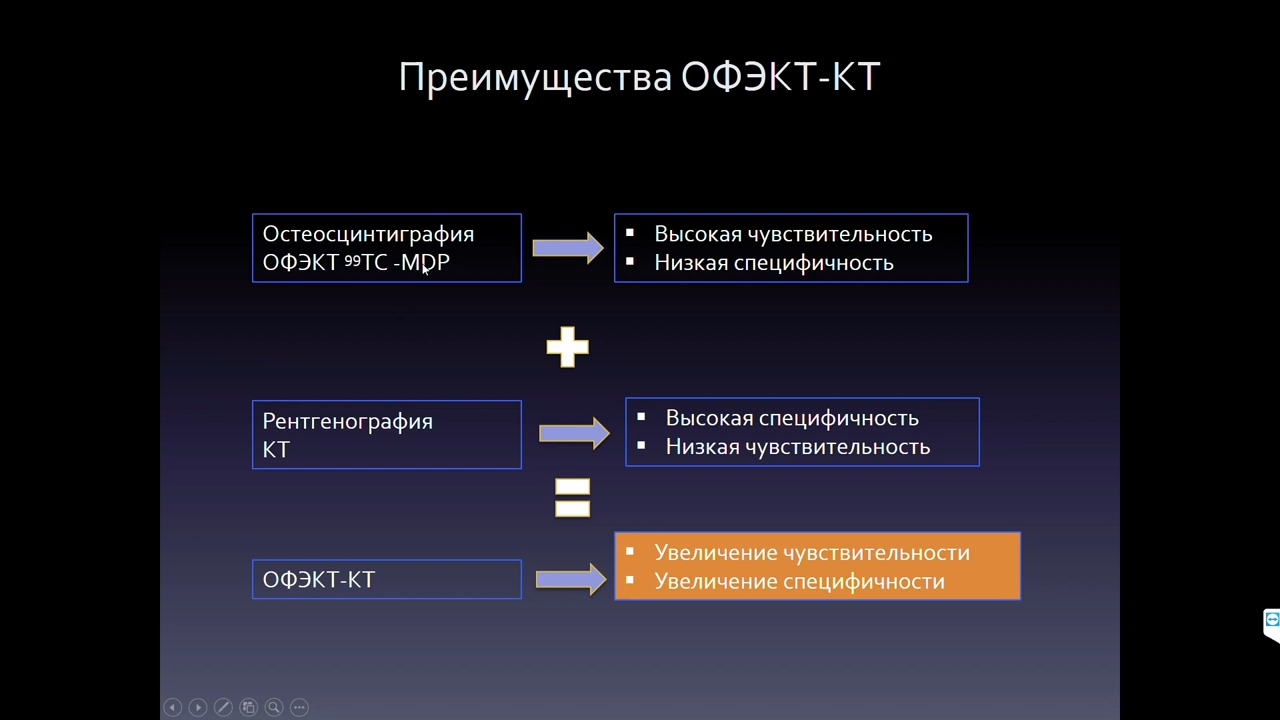 Преимущества ОФЭКТ-КТ
Остеосцинтиграфия
ОФЭКТ ⁹⁹ТС -MDP
▪ Высокая чувствительность
▪ Низкая специфичность
Рентгенография
КТ
▪ Высокая специфичность
▪ Низкая чувствительность
ОФЭКТ-КТ
▪ Увеличение чувствительности
▪ Увеличение специфичности